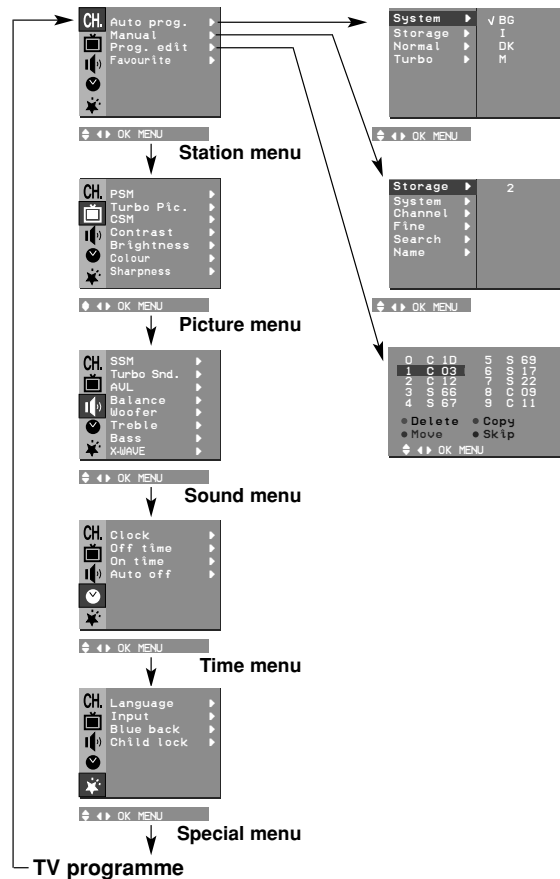 CH.
Auto prog.
Manual
Prog. edit
Favourite
OK MENU
Station menu
System √ BG
Storage I
Normal DK
Turbo M
OK MENU
CH.
PSM
Turbo Pic.
CSM
Contrast
Brightness
Colour
Sharpness
OK MENU
Picture menu
Storage 2
System
Channel
Fine
Search
Name
OK MENU
CH.
SSM
Turbo Snd.
AVL
Balance
Woofer
Treble
Bass
X-WAVE
OK MENU
Sound menu
0 C 10 5 S 69
1 C 03 6 S 17
2 C 12 7 S 22
3 S 66 8 C 09
4 S 67 9 C 11
Delete Copy
Move Skip
OK MENU
CH.
Clock
Off time
On time
Auto off
OK MENU
Time menu
CH.
Language
Input
Blue back
Child lock
OK MENU
Special menu
TV programme